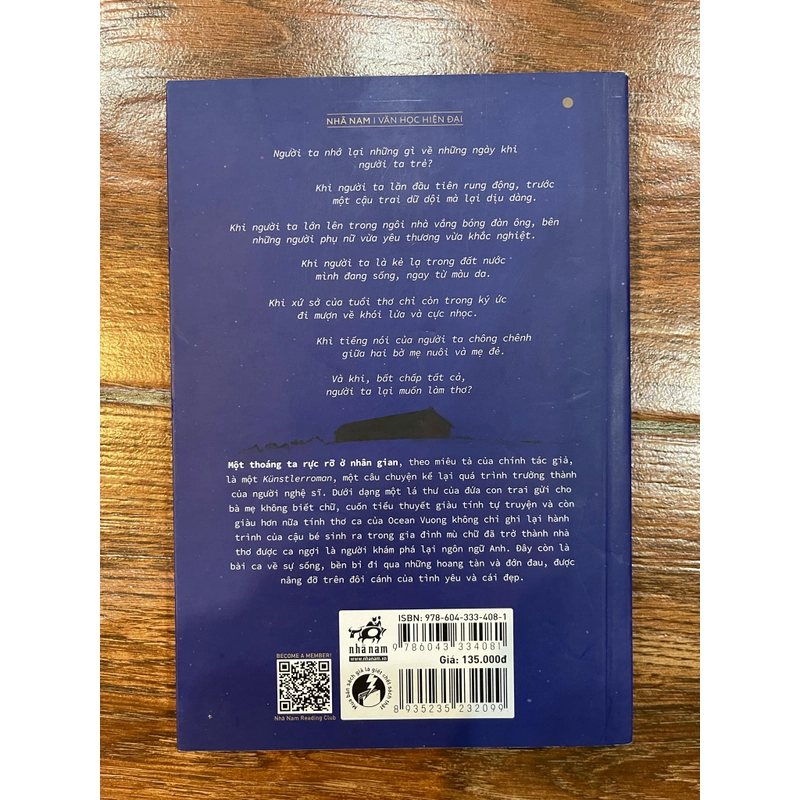 NHÃ NAM | VĂN HỌC HIỆN ĐẠI
Người ta nhớ lại những gì về những ngày khi
người ta trẻ?
Khi người ta lần đầu tiên rung động, trước
một cậu trai dữ dội mà lại dịu dàng.
Khi người ta lớn lên trong ngôi nhà vắng bóng đàn ông, bên
những người phụ nữ vừa yêu thương vừa khắc nghiệt.
Khi người ta là kẻ lạ trong đất nước
mình đang sống, ngay từ màu da.
Khi xứ sở của tuổi thơ chỉ còn trong ký ức
đi mượn về khói lửa và cực nhọc.
Khi tiếng nói của người ta chông chênh
giữa hai bờ mẹ nuôi và mẹ đẻ.
Và khi, bất chấp tất cả,
người ta lại muốn làm thơ?
Một thoáng ta rực rỡ ở nhân gian, theo miêu tả của chính tác giả,
là một Künstlerroman, một câu chuyện kể lại quá trình trưởng thành
của người nghệ sĩ. Dưới dạng một lá thư của đứa con trai gửi cho
bà mẹ không biết chữ, cuốn tiểu thuyết giàu tính tự truyện và còn
giàu hơn nữa tính thơ ca của Ocean Vuong không chỉ ghi lại hành
trình của cậu bé sinh ra trong gia đình mù chữ đã trở thành nhà
thơ được ca ngợi là người khám phá lại ngôn ngữ Anh. Đây còn là
bài ca về sự sống, bền bỉ đi qua những hoang tàn và đớn đau, được
nâng đỡ trên đôi cánh của tình yêu và cái đẹp.
BECOME A MEMBER!
Nhã Nam Reading Club
nhã nam
www.nhanam.vn
Mua bán sách giả là giết chết sách thật
ISBN: 978-604-333-408-1
9 786043 334081
Giá: 135.000đ
8 935235 232099